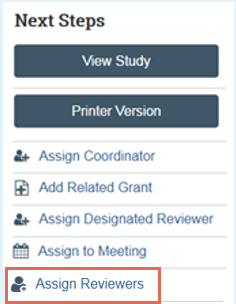 Next Steps
View Study
Printer Version
Assign Coordinator
Add Related Grant
Assign Designated Reviewer
Assign to Meeting
Assign Reviewers